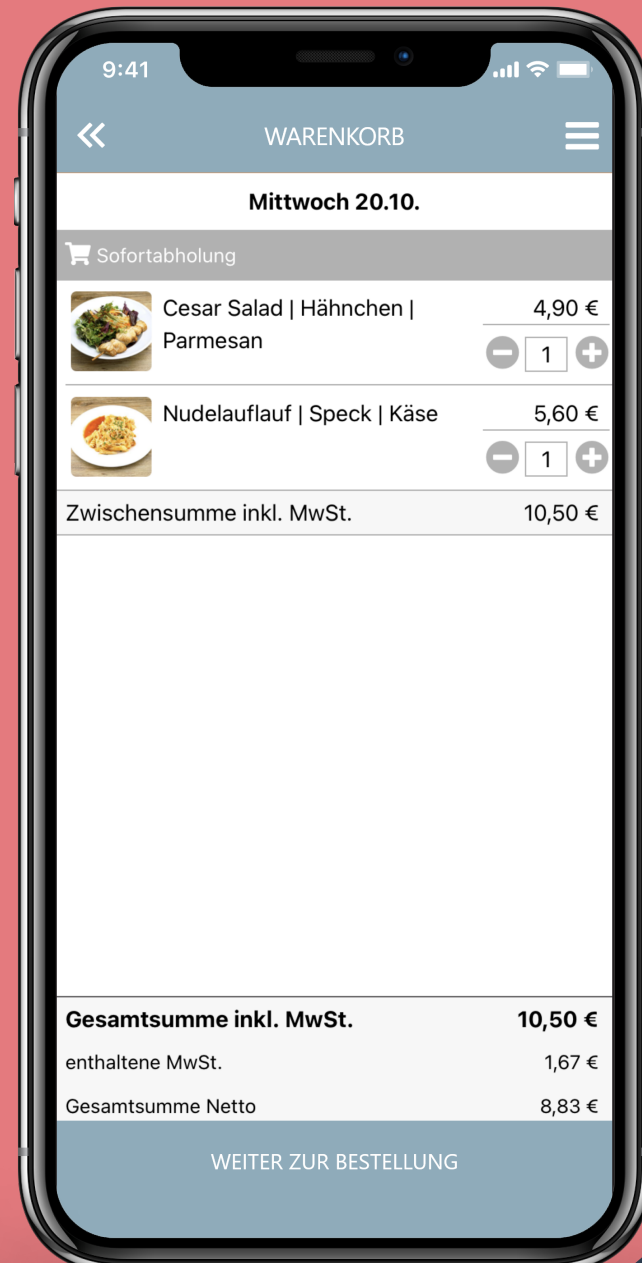 9:41
WARENKORB
Mittwoch 20.10.
Sofortabholung
Cesar Salad | Hähnchen | 4,90 €
Parmesan
1
Nudelauflauf | Speck | Käse 5,60 €
1
Zwischensumme inkl. MwSt. 10,50 €
Gesamtsumme inkl. MwSt. 10,50 €
enthaltene MwSt. 1,67 €
Gesamtsumme Netto 8,83 €
WEITER ZUR BESTELLUNG